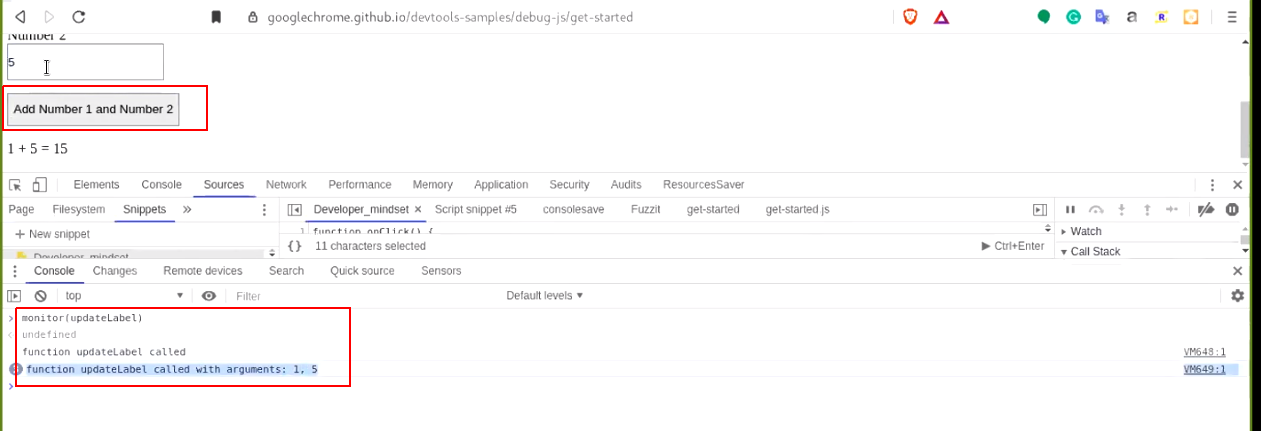 googlechrome.github.io/devtools-samples/debug-js/get-started
Number 2
5
Add Number 1 and Number 2
1 + 5 = 15
Elements Console Sources Network Performance Memory Application Security Audits ResourcesSaver
Page Filesystem Snippets » Developer_mindset × Script snippet #5 consolesave Fuzzit get-started get-started.js
+ New snippet 1 function onClick() { Watch
Developer_mindset {} 11 characters selected Ctrl+Enter Call Stack
Console Changes Remote devices Search Quick source Sensors
top Filter Default levels
> monitor(updateLabel)
undefined
function updateLabel called VM648:1
function updateLabel called with arguments: 1, 5 VM649:1
>